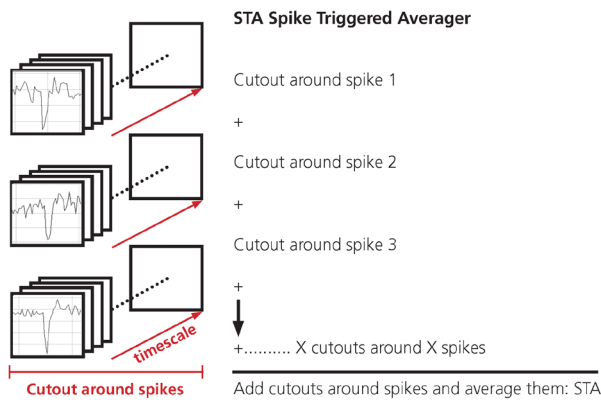 STA Spike Triggered Averager
Cutout around spike 1
+
Cutout around spike 2
+
Cutout around spike 3
+
+.......... X cutouts around X spikes
timescale
Cutout around spikes
Add cutouts around spikes and average them: STA